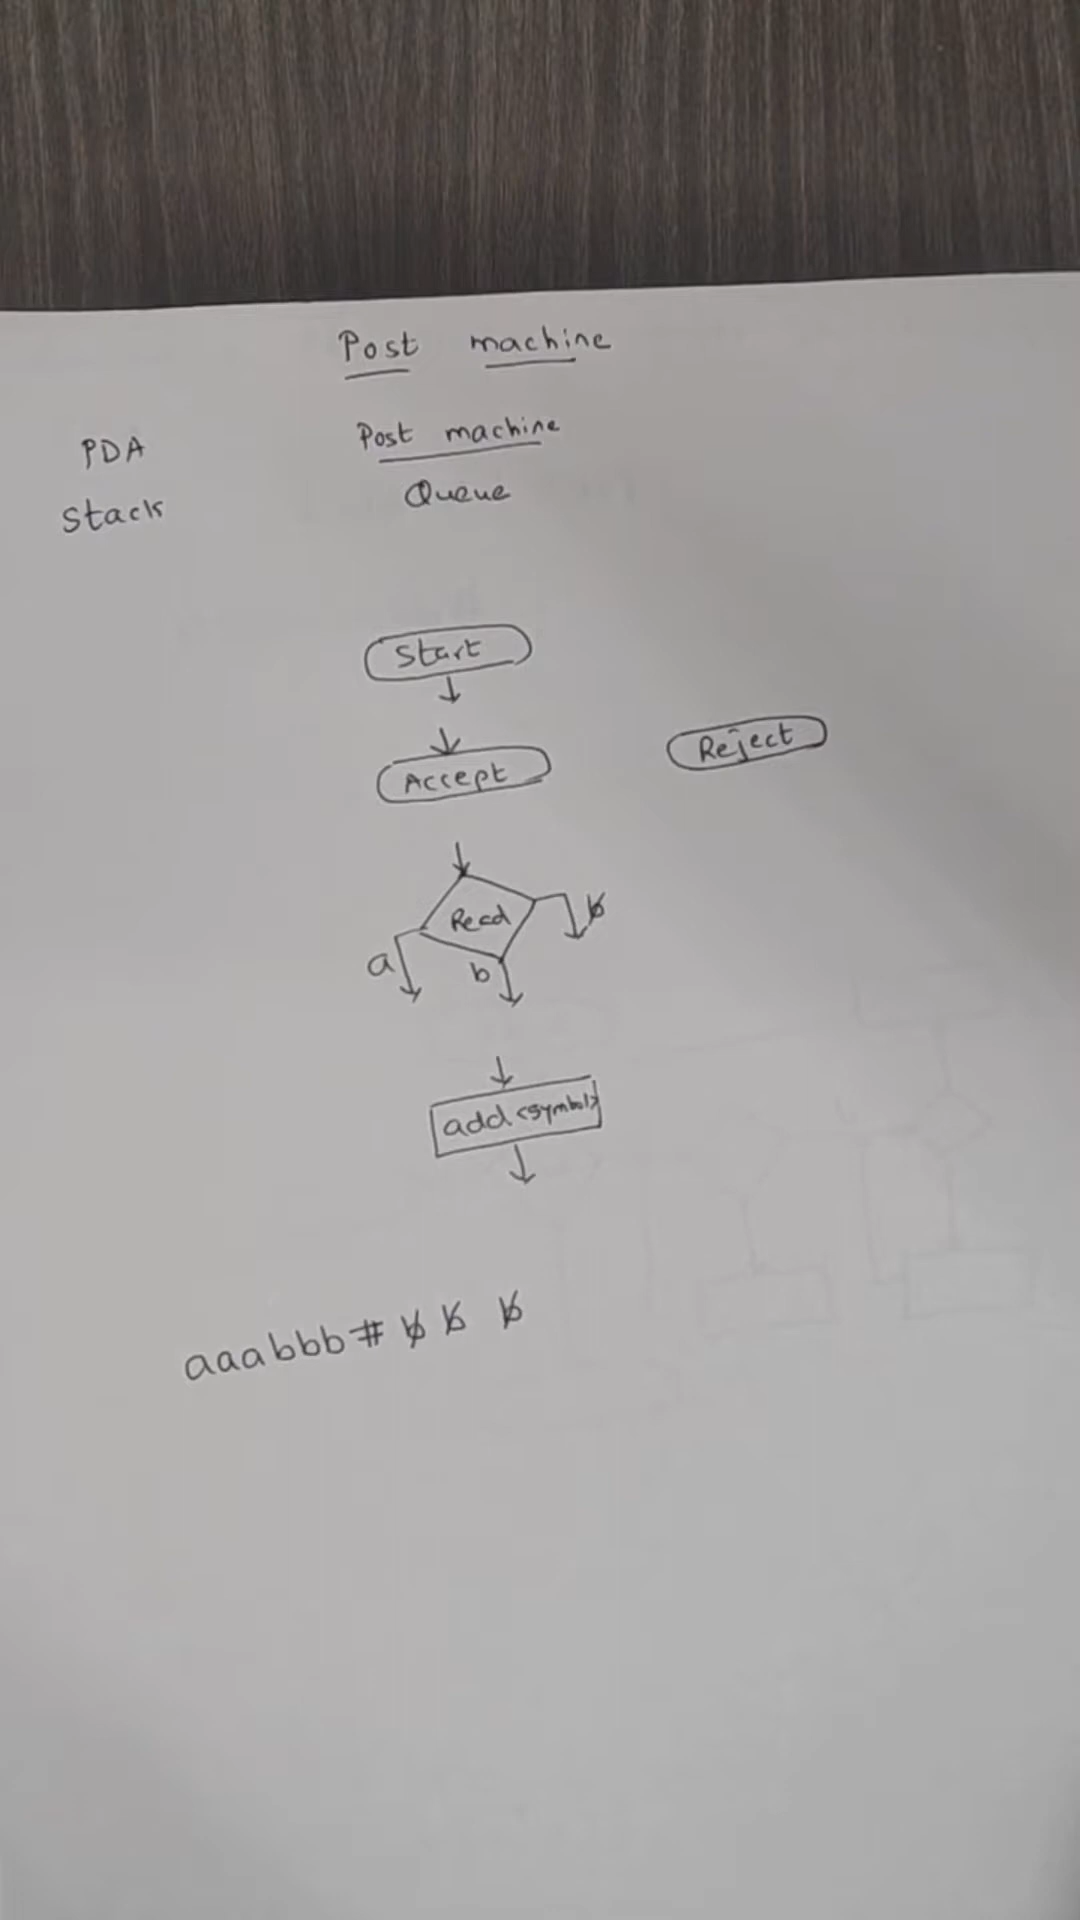 Post machine
PDA Post machine
Stack Queue
Start
Accept Reject
Read
a b ƀ
add <symbol>
aaabbb# ƀ ƀ ƀ